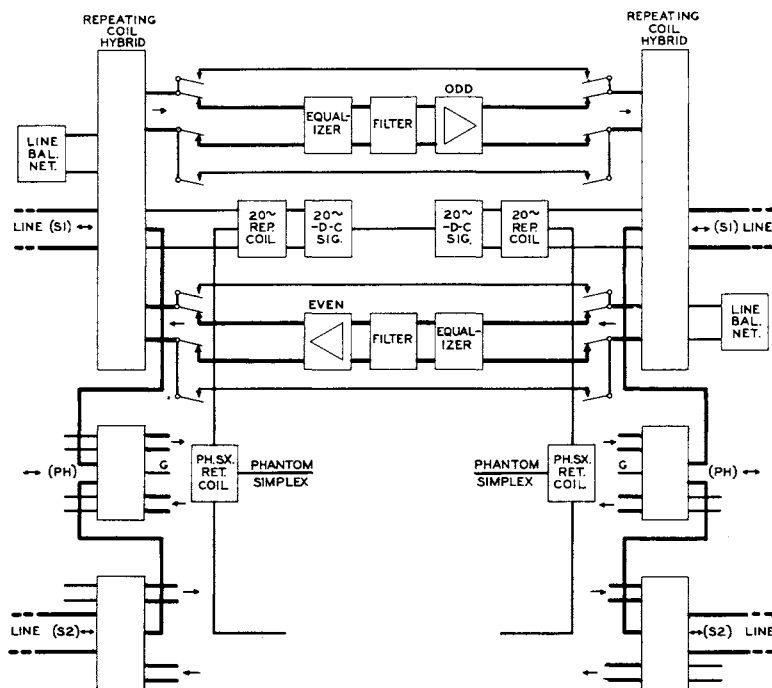 REPEATING
COIL
HYBRID
REPEATING
COIL
HYBRID
ODD
EQUAL-
IZER
FILTER
LINE
BAL.
NET.
LINE (S1)
20~
REP.
COIL
20~
-D-C
SIG.
20~
-D-C
SIG.
20~
REP.
COIL
(S1) LINE
EVEN
FILTER
EQUAL-
IZER
LINE
BAL.
NET.
(PH)
G
PH.SX.
RET.
COIL
PHANTOM
SIMPLEX
PHANTOM
SIMPLEX
PH.SX.
RET.
COIL
G
(PH)
LINE (S2)
(S2) LINE